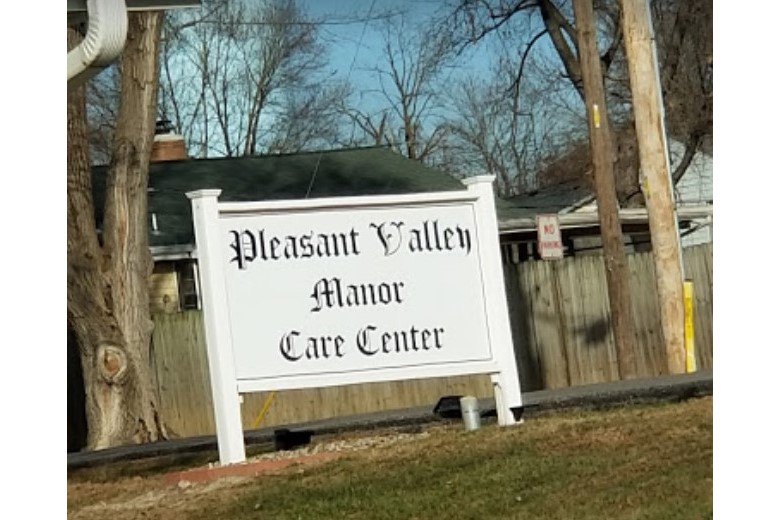 Pleasant Valley
Manor
Care Center
NO
PARKING